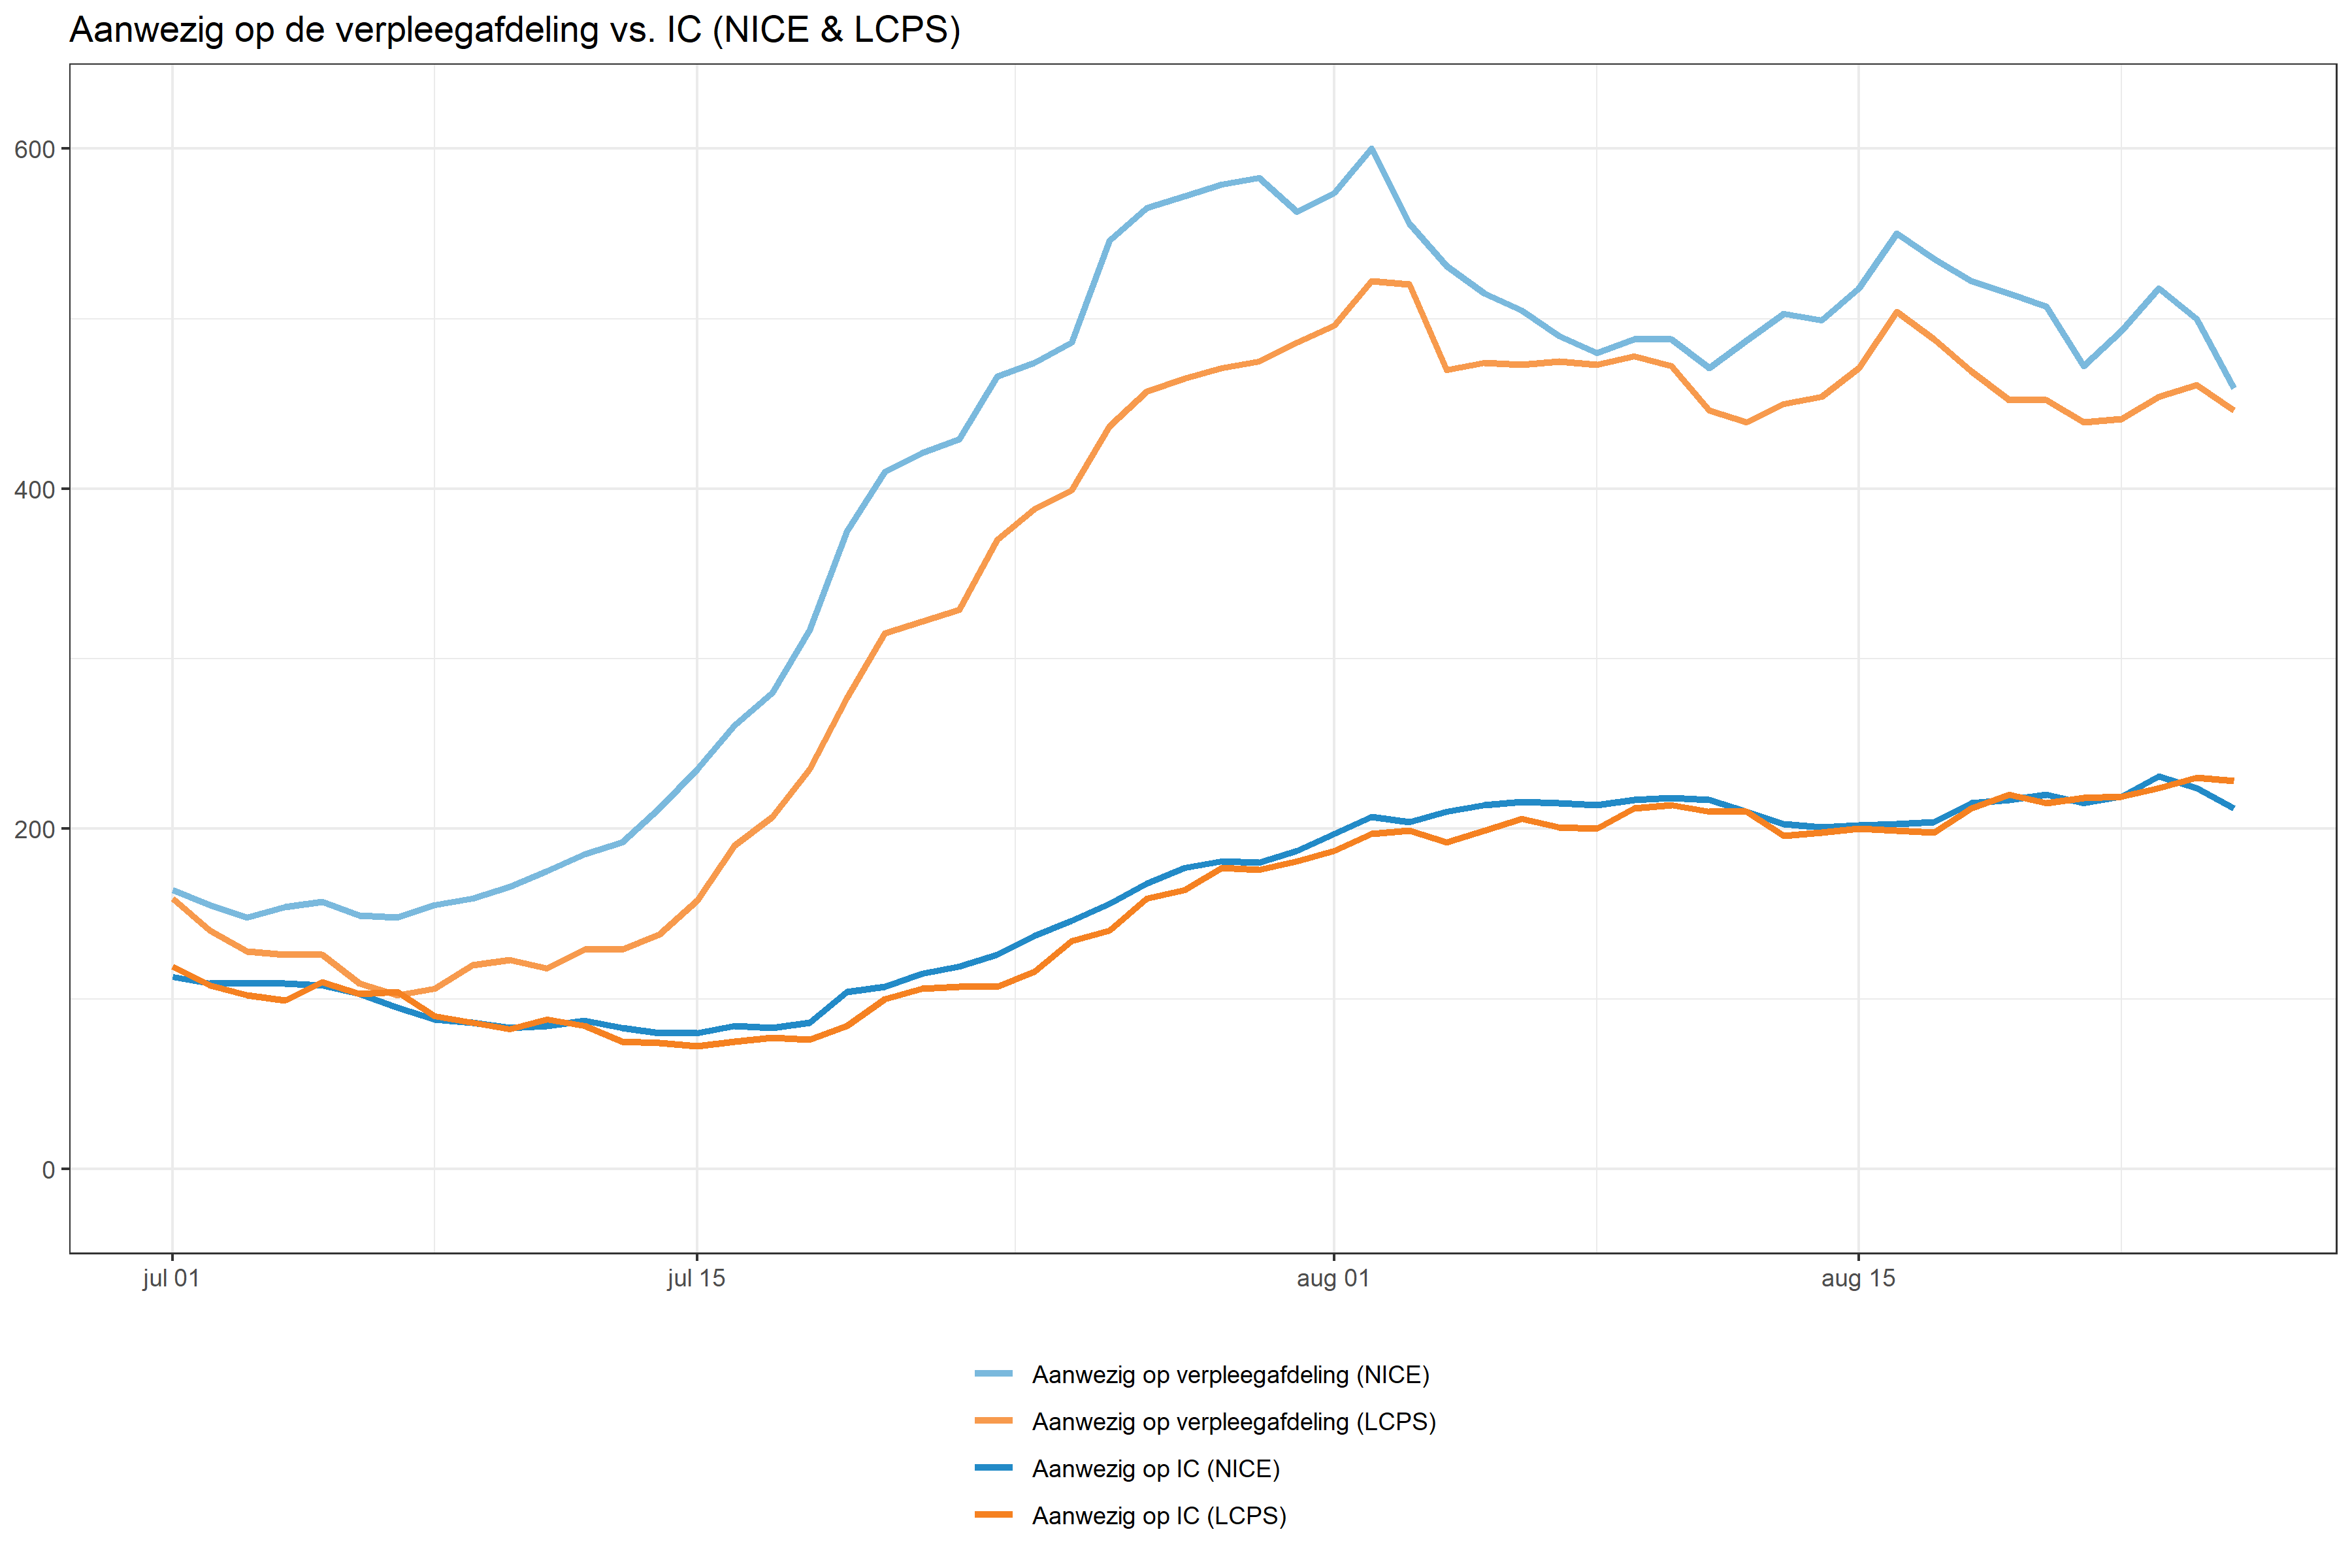 Aanwezig op de verpleegafdeling vs. IC (NICE & LCPS)
600
400
200
0
jul 01
jul 15
aug 01
aug 15
Aanwezig op verpleegafdeling (NICE)
Aanwezig op verpleegafdeling (LCPS)
Aanwezig op IC (NICE)
Aanwezig op IC (LCPS)